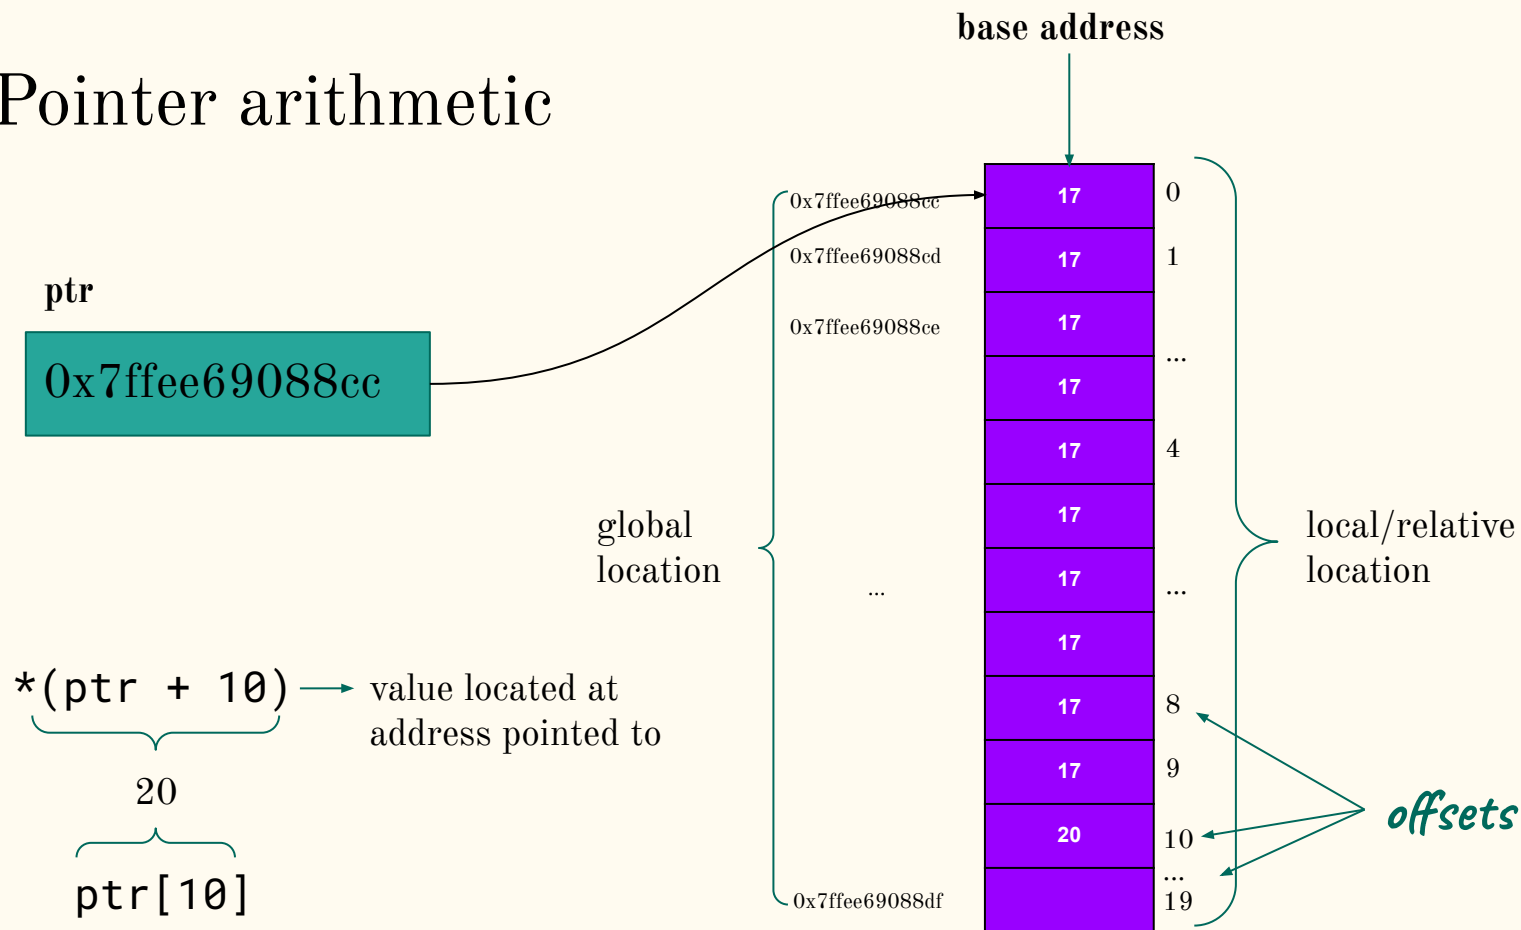 base address
Pointer arithmetic
ptr
0x7ffee69088cc
0x7ffee69088cc
17
0
0x7ffee69088cd
17
1
0x7ffee69088ce
17
...
17
17
4
17
global
location
local/relative
location
...
17
...
17
*(ptr + 10)
value located at
address pointed to
17
8
17
9
20
offsets
20
10
...
ptr[10]
0x7ffee69088df
19